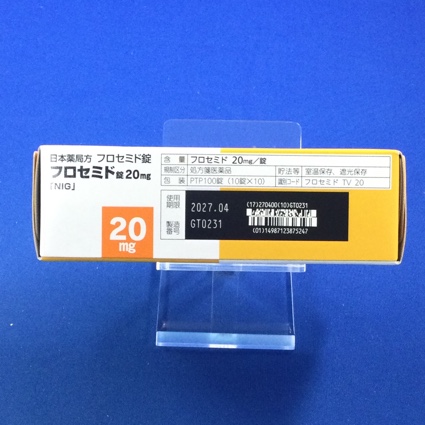 日本薬局方 フロセミド錠
フロセミド錠20mg
「NIG」
20
mg
含量 フロセミド 20mg/錠
規制区分 処方箋医薬品 貯法等 室温保存、遮光保存
包装 PTP100錠(10錠×10) 識別コード フロセミド TV 20
使用期限 2027.04
製造番号 GT0231
(17)270400(10)GT0231
(01)14987123875247